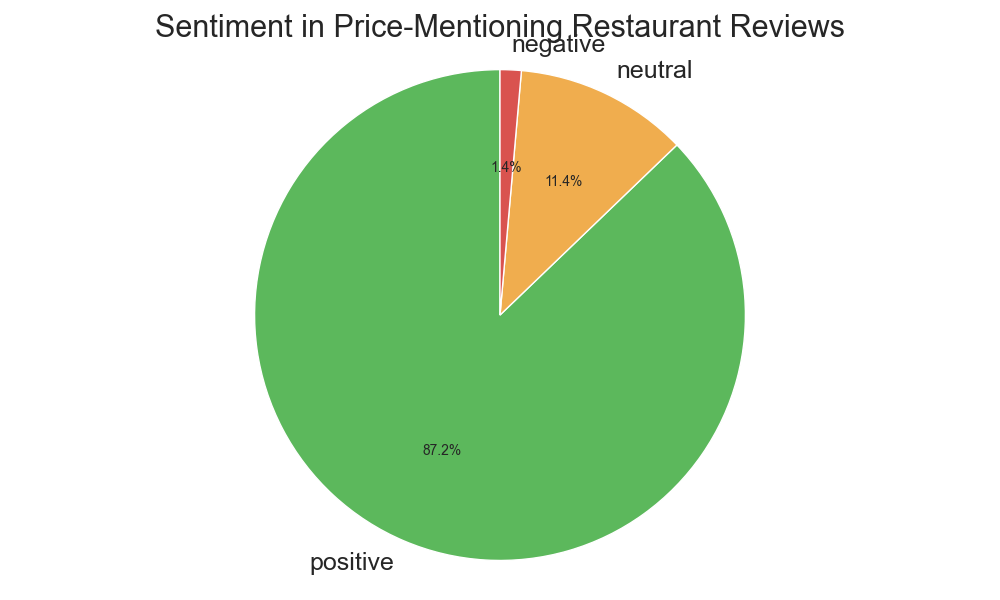 Sentiment in Price-Mentioning Restaurant Reviews
negative
neutral
1.4%
11.4%
87.2%
positive